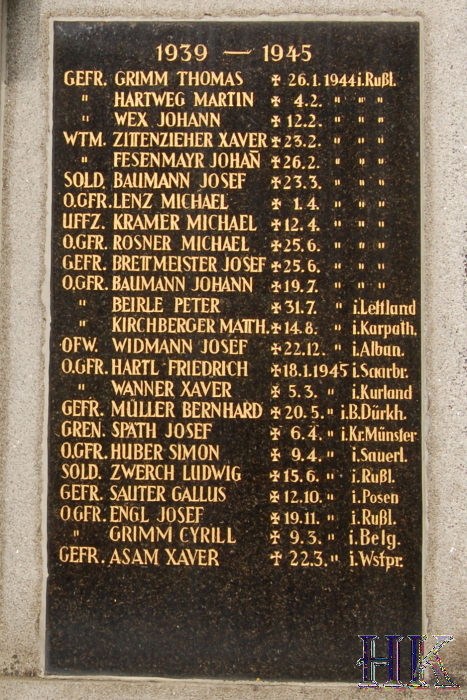 1939 — 1945
GEFR. GRIMM THOMAS ✠ 26.1.1944 i.Rußl.
" HARTWEG MARTIN ✠ 4.2. " " "
" WEX JOHANN ✠ 12.2. " " "
WTM. ZITTENZIEHER XAVER ✠ 23.2. " " "
" FESENMAYR JOHAN̄ ✠ 26.2. " " "
SOLD. BAUMANN JOSEF ✠ 23.3. " " "
O.GFR. LENZ MICHAEL ✠ 1.4. " " "
UFFZ. KRAMER MICHAEL ✠ 12.4. " " "
O.GFR. ROSNER MICHAEL ✠ 25.6. " " "
GEFR. BRETTMEISTER JOSEF ✠ 25.6. " " "
O.GFR. BAUMANN JOHANN ✠ 19.7. " " "
" BEIRLE PETER ✠ 31.7. " i.Lettland
" KIRCHBERGER MATTH. ✠ 14.8. " i.Karpath.
OFW. WIDMANN JOSEF ✠ 22.12. " i.Alban.
O.GFR. HARTL FRIEDRICH ✠ 18.1.1945 i.Saarbr.
" WANNER XAVER ✠ 5.3. " i.Kurland
GEFR. MÜLLER BERNHARD ✠ 20.5. " i.B.Dürkh.
GREN. SPÄTH JOSEF ✠ 6.4. " i.Kr.Münster
O.GFR. HUBER SIMON ✠ 9.4. " i.Sauerl.
SOLD. ZWERCH LUDWIG ✠ 15.6. " i.Rußl.
GEFR. SAUTER GALLUS ✠ 12.10. " i.Posen
O.GFR. ENGL JOSEF ✠ 19.11. " i.Rußl.
" GRIMM CYRILL ✠ 9.3. " i.Belg.
GEFR. ASAM XAVER ✠ 22.3. " i.Wstpr.
HK